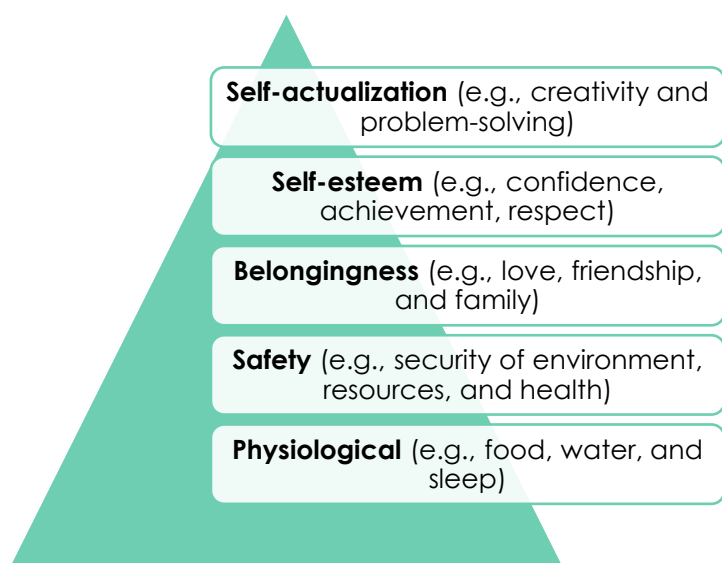 Self-actualization (e.g., creativity and
problem-solving)
Self-esteem (e.g., confidence,
achievement, respect)
Belongingness (e.g., love, friendship,
and family)
Safety (e.g., security of environment,
resources, and health)
Physiological (e.g., food, water, and
sleep)